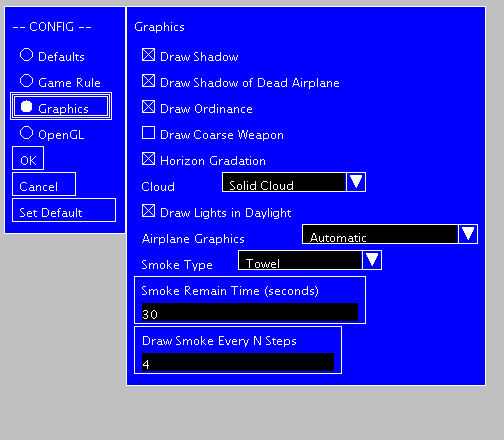 -- CONFIG --
Defaults
Game Rule
Graphics
OpenGL
OK
Cancel
Set Default
Graphics
Draw Shadow
Draw Shadow of Dead Airplane
Draw Ordinance
Draw Coarse Weapon
Horizon Gradation
Cloud Solid Cloud
Draw Lights in Daylight
Airplane Graphics Automatic
Smoke Type Towel
Smoke Remain Time (seconds)
30
Draw Smoke Every N Steps
4